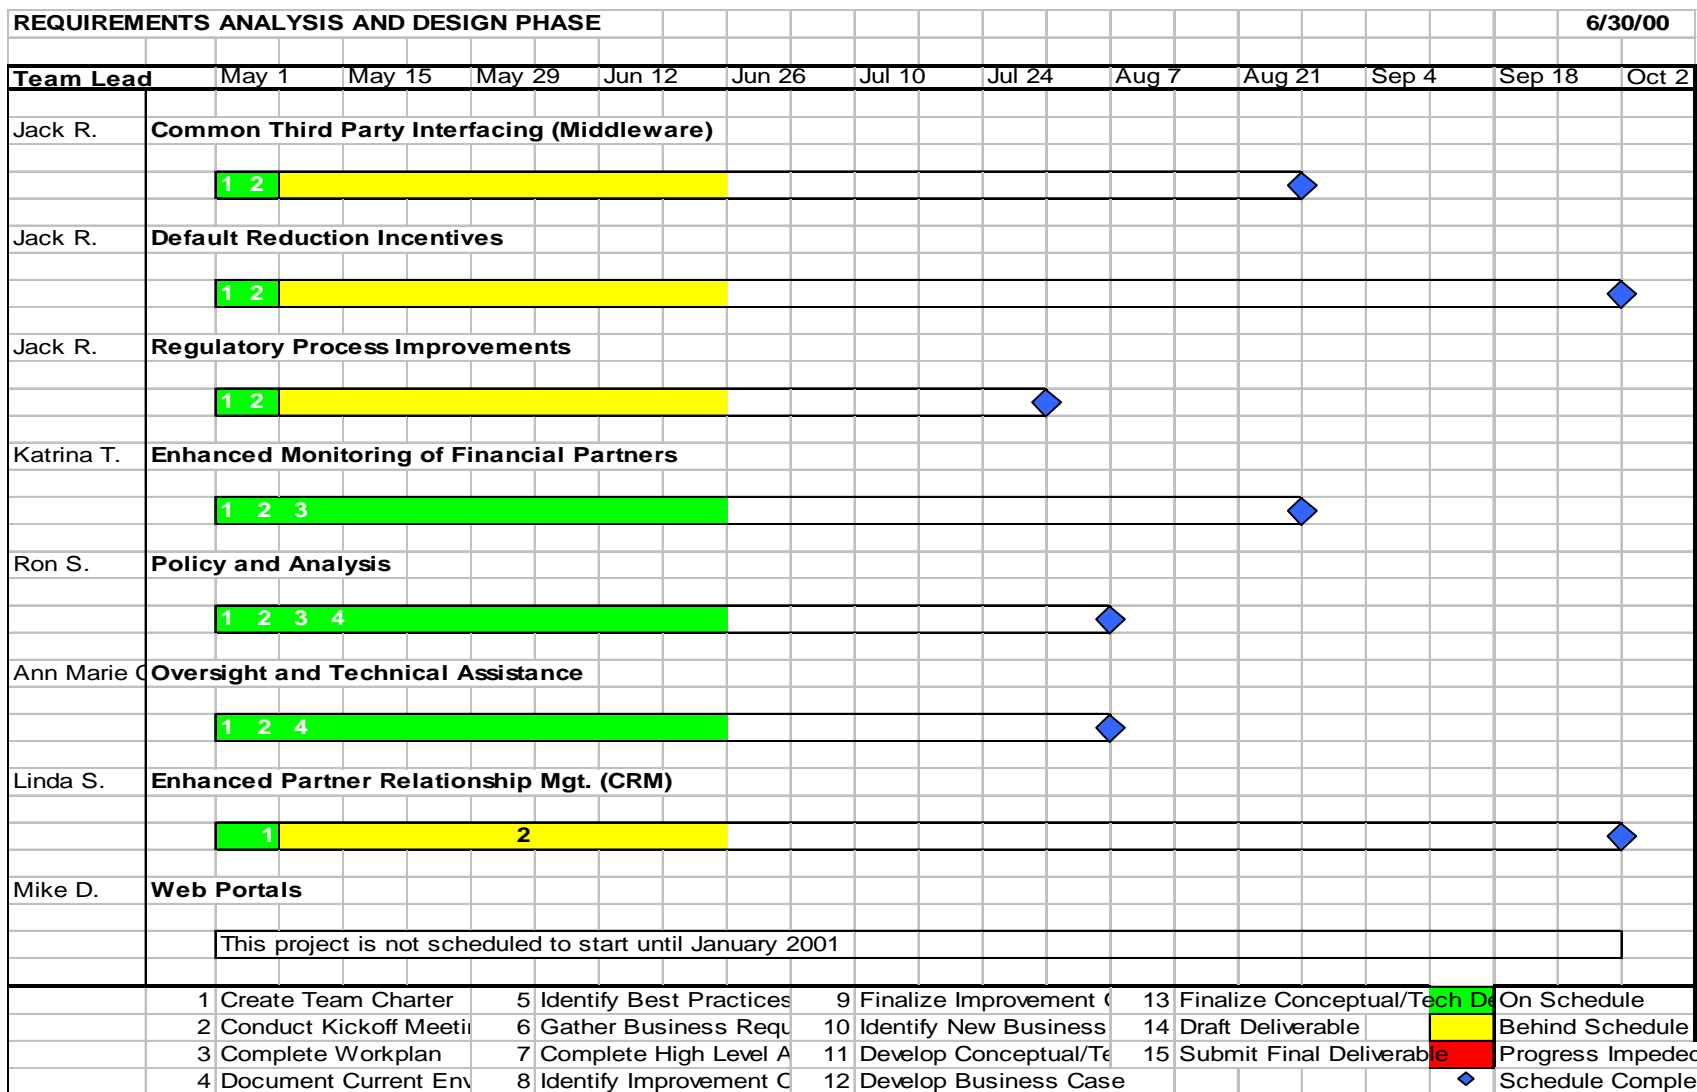 REQUIREMENTS ANALYSIS AND DESIGN PHASE 6/30/00
Team Lead May 1 May 15 May 29 Jun 12 Jun 26 Jul 10 Jul 24 Aug 7 Aug 21 Sep 4 Sep 18 Oct 2
Jack R. Common Third Party Interfacing (Middleware)
1 2
Jack R. Default Reduction Incentives
1 2
Jack R. Regulatory Process Improvements
1 2
Katrina T. Enhanced Monitoring of Financial Partners
1 2 3
Ron S. Policy and Analysis
1 2 3 4
Ann Marie Oversight and Technical Assistance
1 2 4
Linda S. Enhanced Partner Relationship Mgt. (CRM)
1 2
Mike D. Web Portals
This project is not scheduled to start until January 2001
1 Create Team Charter 5 Identify Best Practices 9 Finalize Improvement 13 Finalize Conceptual/Tech De On Schedule
2 Conduct Kickoff Meeti 6 Gather Business Requ 10 Identify New Business 14 Draft Deliverable Behind Schedule
3 Complete Workplan 7 Complete High Level A 11 Develop Conceptual/Te 15 Submit Final Deliverable Progress Impeded
4 Document Current Env 8 Identify Improvement 12 Develop Business Case Schedule Comple